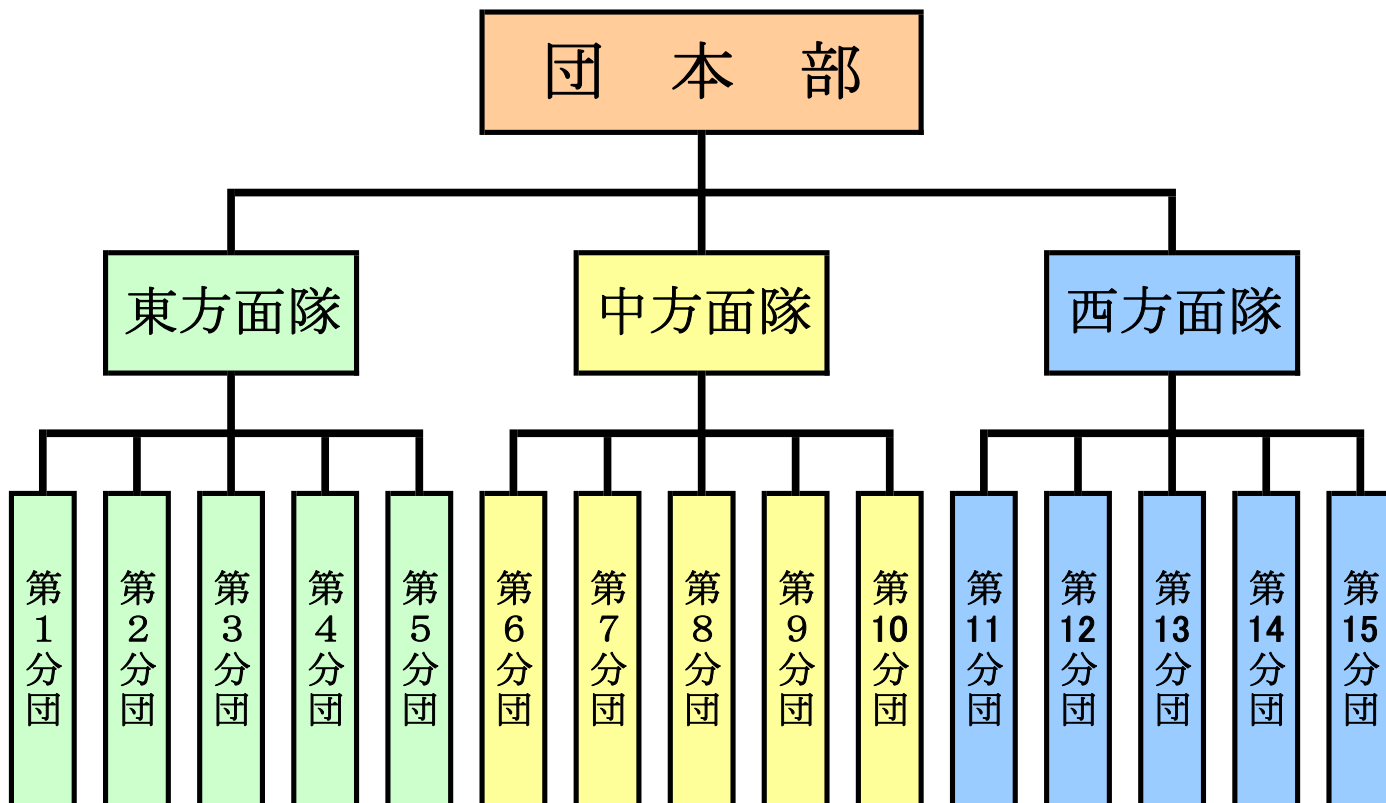 団 本 部
東方面隊
中方面隊
西方面隊
第1分団
第2分団
第3分団
第4分団
第5分団
第6分団
第7分団
第8分団
第9分団
第10分団
第11分団
第12分団
第13分団
第14分団
第15分団